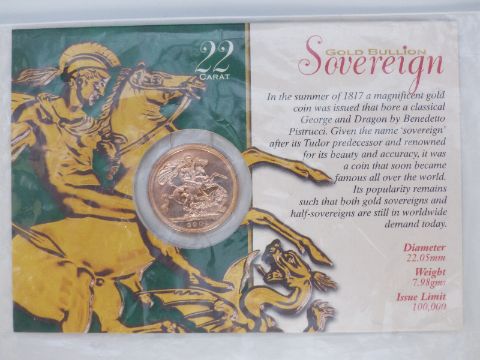 22
CARAT
GOLD BULLION
Sovereign
In the summer of 1817 a magnificent gold
coin was issued that bore a classical
George and Dragon by Benedetto
Pistrucci. Given the name 'sovereign'
after its Tudor predecessor and renowned
for its beauty and accuracy, it was
a coin that soon became
famous all over the world.
Its popularity remains
such that both gold sovereigns and
half-sovereigns are still in worldwide
demand today.
Diameter
22.05mm
Weight
7.98gms
Issue Limit
100,000